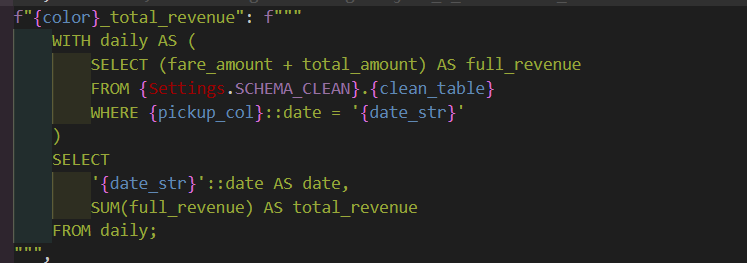 f"{color}_total_revenue": f"""
    WITH daily AS (
        SELECT (fare_amount + total_amount) AS full_revenue
        FROM {Settings.SCHEMA_CLEAN}.{clean_table}
        WHERE {pickup_col}::date = '{date_str}'
    )
    SELECT
        '{date_str}'::date AS date,
        SUM(full_revenue) AS total_revenue
    FROM daily;
""",